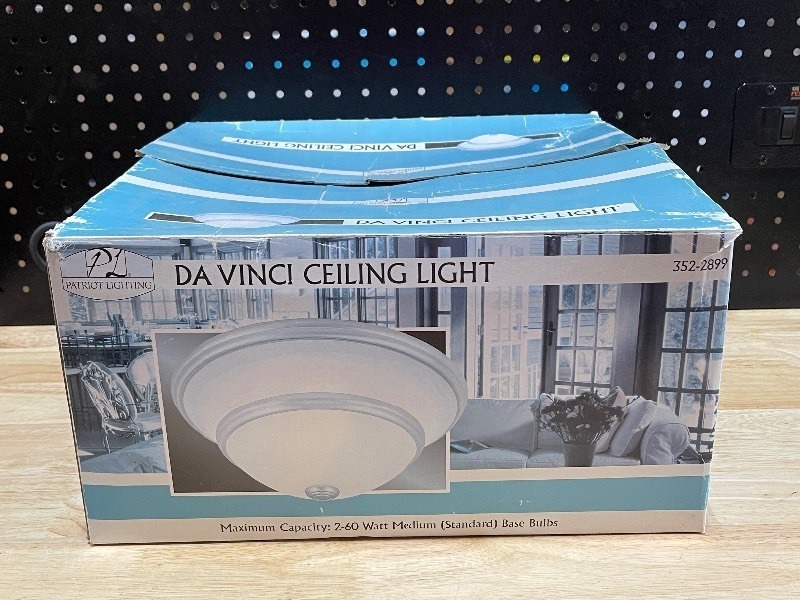 DA VINCI CEILING LIGHT
DA VINCI CEILING LIGHT
PL
PATRIOT LIGHTING
DA VINCI CEILING LIGHT
352-2899
Maximum Capacity: 2-60 Watt Medium (Standard) Base Bulbs